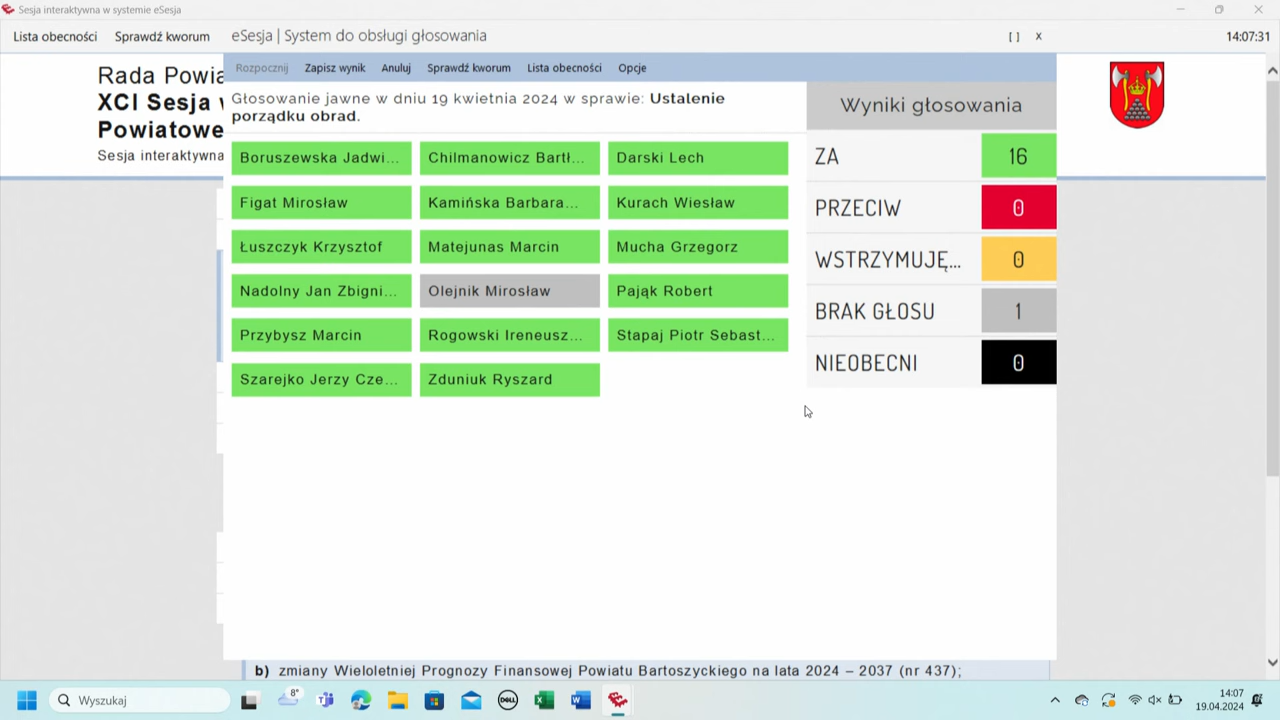 Sesja interaktywna w systemie eSesja
Lista obecności Sprawdź kworum eSesja | System do obsługi głosowania [ ] x 14:07:31
Rozpocznij Zapisz wynik Anuluj Sprawdź kworum Lista obecności Opcje
Rada Powia
XCI Sesja
Powiatowe
Sesja interaktywna
Głosowanie jawne w dniu 19 kwietnia 2024 w sprawie: Ustalenie
porządku obrad.
Boruszewska Jadwi... Chilmanowicz Bartł... Darski Lech
Figat Mirosław Kamińska Barbara... Kurach Wiesław
Łuszczyk Krzysztof Matejunas Marcin Mucha Grzegorz
Nadolny Jan Zbigni... Olejnik Mirosław Pająk Robert
Przybysz Marcin Rogowski Ireneusz... Stapaj Piotr Sebast...
Szarejko Jerzy Cze... Zduniuk Ryszard
Wyniki głosowania
ZA 16
PRZECIW 0
WSTRZYMUJĘ... 0
BRAK GŁOSU 1
NIEOBECNI 0
b) zmiany Wieloletniej Prognozy Finansowej Powiatu Bartoszyckiego na lata 2024 – 2037 (nr 437);
Wyszukaj 8° DELL 14:07
19.04.2024